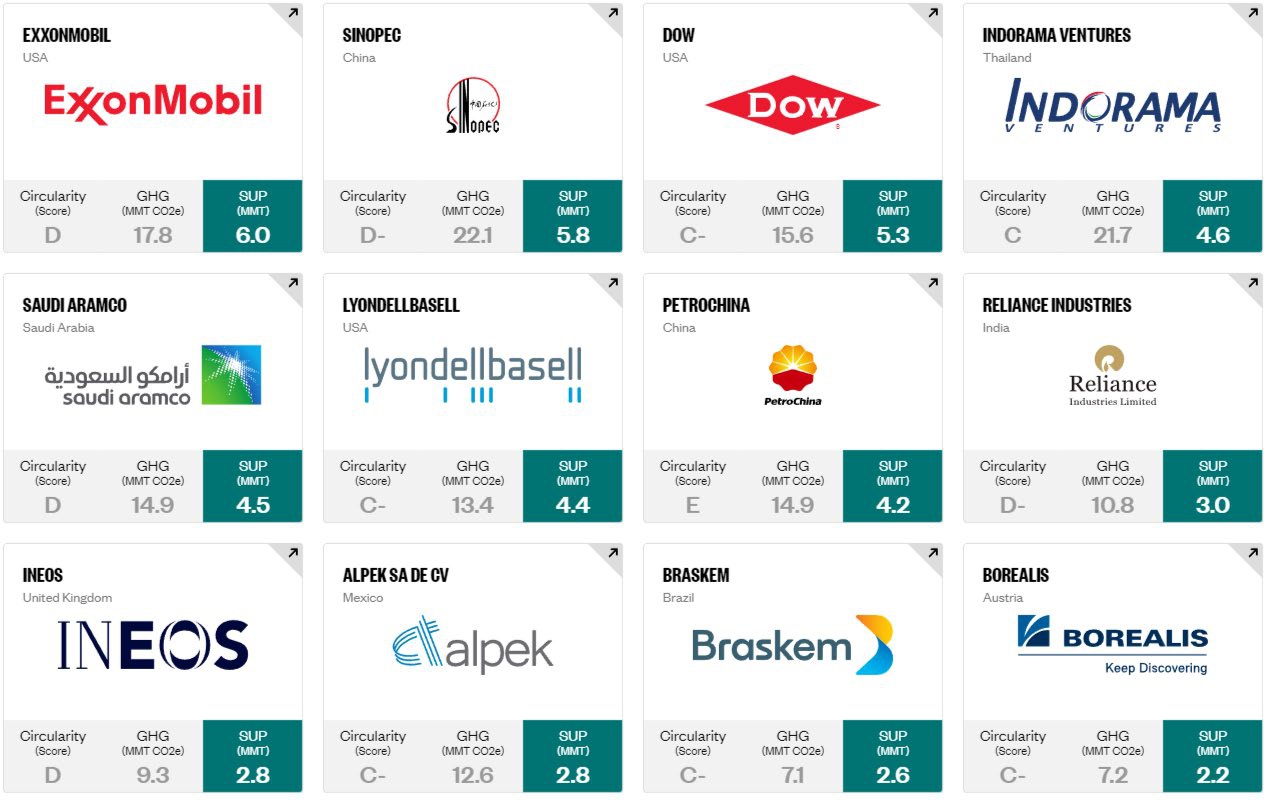 EXXONMOBIL
USA
ExxonMobil
Circularity GHG SUP
(Score) (MMT CO2e) (MMT)
D 17.8 6.0
SINOPEC
China
SINOPEC
Circularity GHG SUP
(Score) (MMT CO2e) (MMT)
D- 22.1 5.8
DOW
USA
Dow
®
Circularity GHG SUP
(Score) (MMT CO2e) (MMT)
C- 15.6 5.3
INDORAMA VENTURES
Thailand
INDORAMA
VENTURES
Circularity GHG SUP
(Score) (MMT CO2e) (MMT)
C 21.7 4.6
SAUDI ARAMCO
Saudi Arabia
أرامكو السعودية
saudi aramco
Circularity GHG SUP
(Score) (MMT CO2e) (MMT)
D 14.9 4.5
LYONDELLBASELL
USA
lyondellbasell
Circularity GHG SUP
(Score) (MMT CO2e) (MMT)
C- 13.4 4.4
PETROCHINA
China
PetroChina
Circularity GHG SUP
(Score) (MMT CO2e) (MMT)
E 14.9 4.2
RELIANCE INDUSTRIES
India
Reliance
Industries Limited
Circularity GHG SUP
(Score) (MMT CO2e) (MMT)
D- 10.8 3.0
INEOS
United Kingdom
INEOS
Circularity GHG SUP
(Score) (MMT CO2e) (MMT)
D 9.3 2.8
ALPEK SA DE CV
Mexico
alpek
Circularity GHG SUP
(Score) (MMT CO2e) (MMT)
C- 12.6 2.8
BRASKEM
Brazil
Braskem
Circularity GHG SUP
(Score) (MMT CO2e) (MMT)
C- 7.1 2.6
BOREALIS
Austria
BOREALIS
Keep Discovering
Circularity GHG SUP
(Score) (MMT CO2e) (MMT)
C- 7.2 2.2